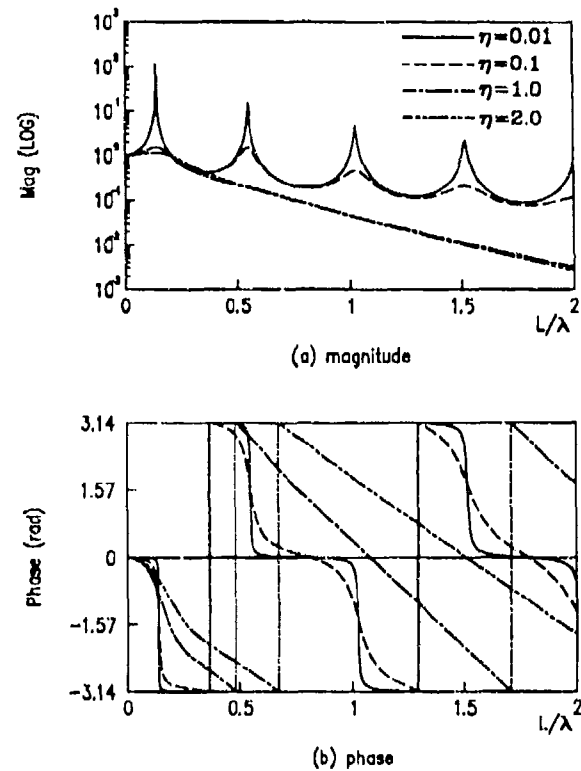 10³
10²
10¹
10⁰
10⁻¹
10⁻²
10⁻³
Mag (LOG)
η=0.01
η=0.1
η=1.0
η=2.0
0
0.5
1
1.5
2
L/λ
(a) magnitude
3.14
1.57
0
-1.57
-3.14
Phase (rad)
0
0.5
1
1.5
2
L/λ
(b) phase